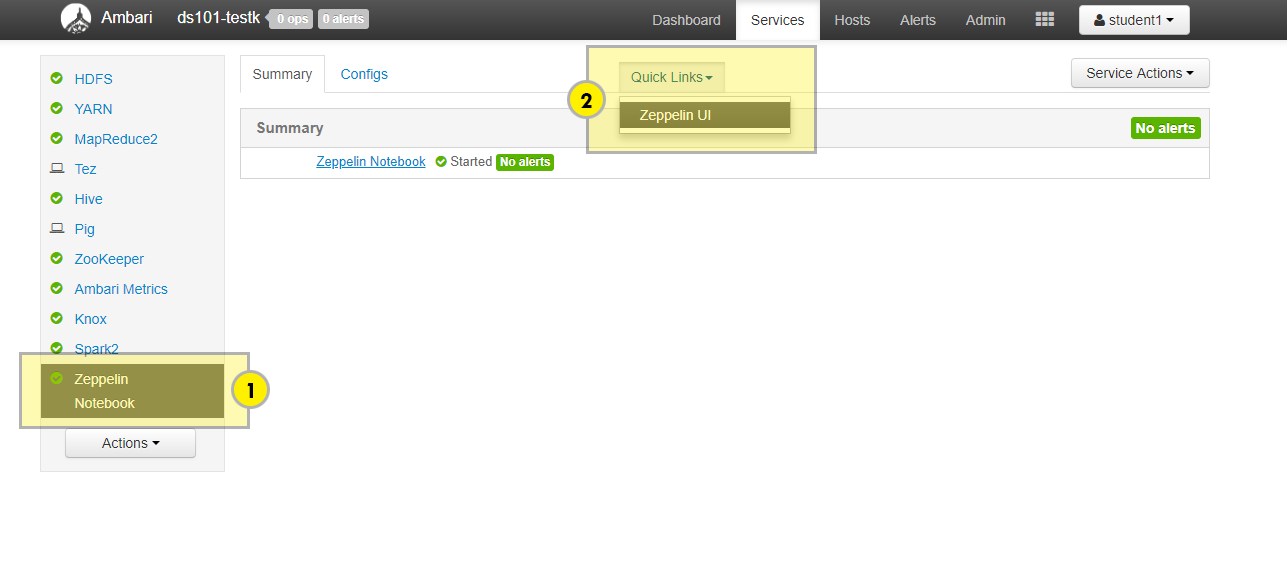 Ambari ds101-testk 0 ops 0 alerts Dashboard Services Hosts Alerts Admin student1
HDFS
YARN
MapReduce2
Tez
Hive
Pig
ZooKeeper
Ambari Metrics
Knox
Spark2
Zeppelin
Notebook
1
Actions
Summary Configs
2
Quick Links
Zeppelin UI
Service Actions
Summary No alerts
Zeppelin Notebook Started No alerts